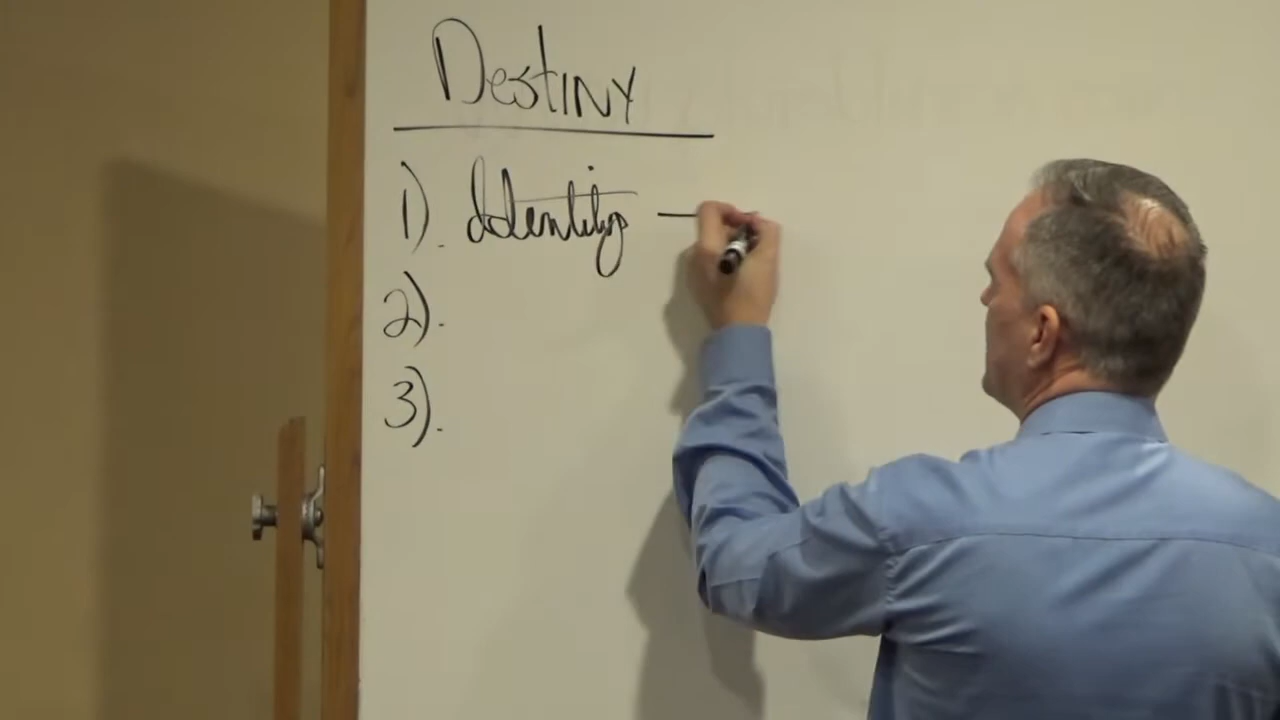 Destiny
1). Identity —
2).
3).